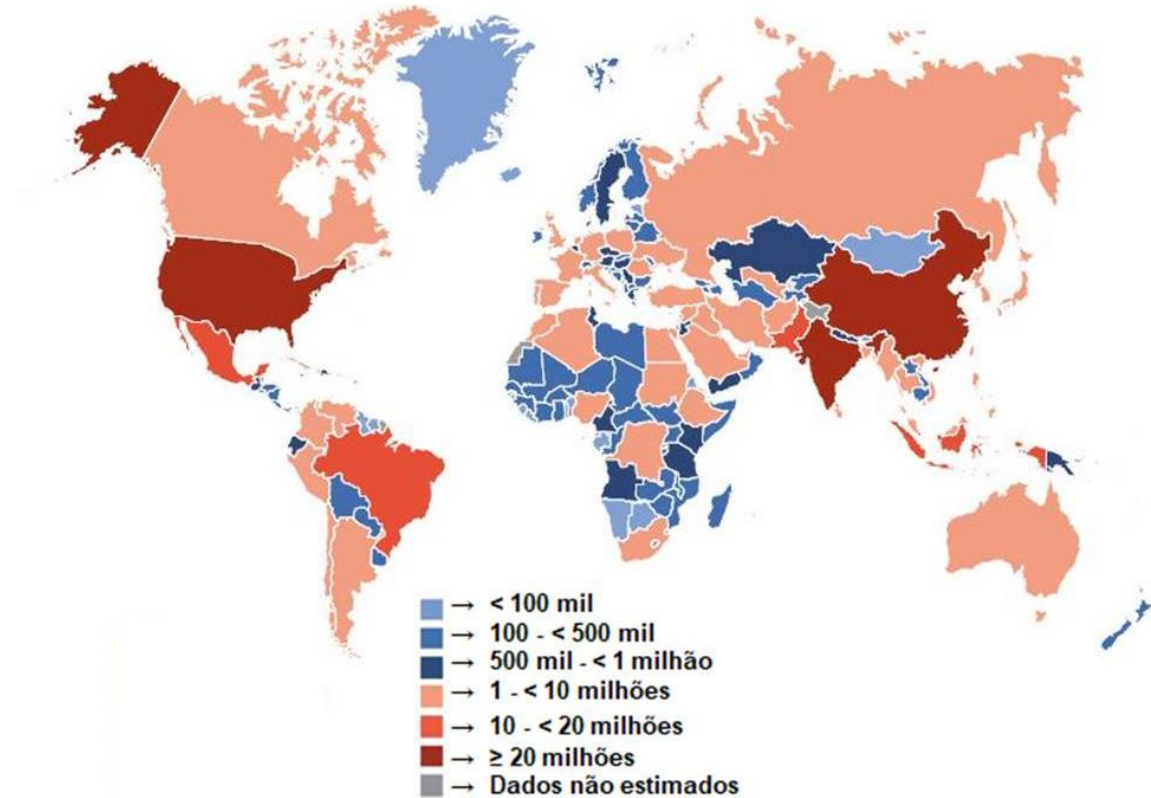 → < 100 mil
→ 100 - < 500 mil
→ 500 mil - < 1 milhão
→ 1 - < 10 milhões
→ 10 - < 20 milhões
→ ≥ 20 milhões
→ Dados não estimados